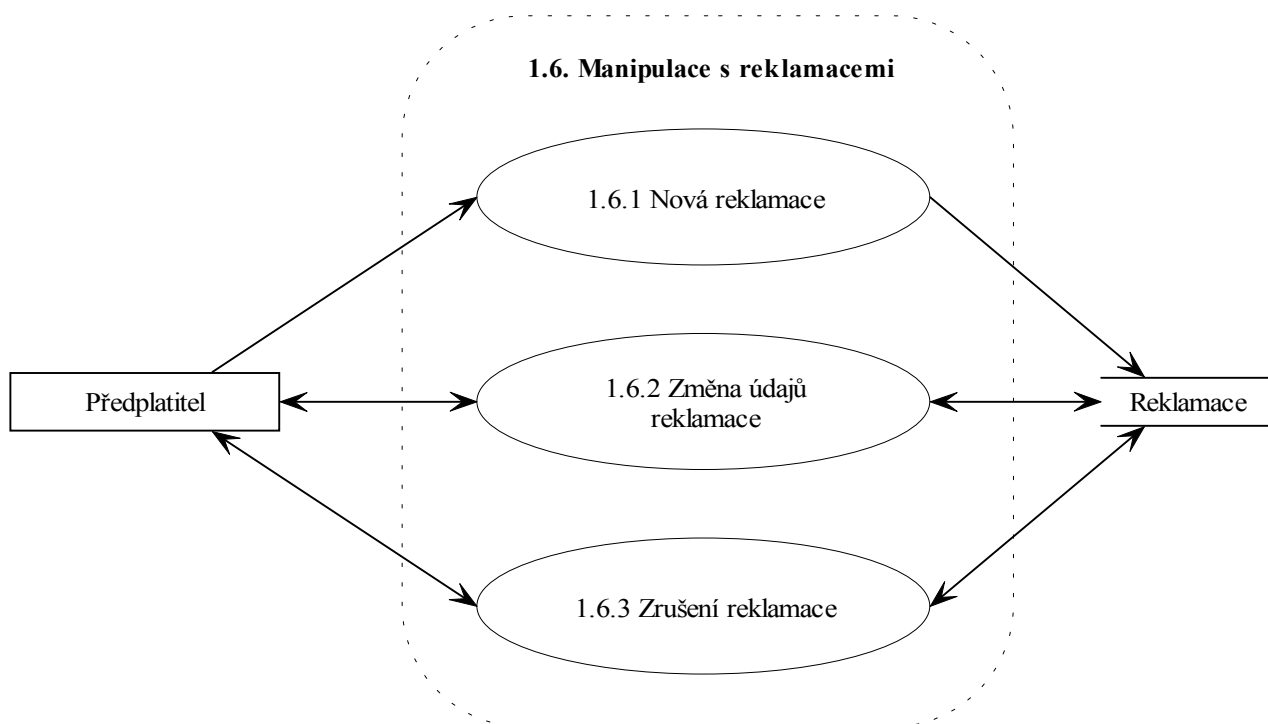 1.6. Manipulace s reklamacemi
1.6.1 Nová reklamace
Předplatitel
1.6.2 Změna údajů
reklamace
Reklamace
1.6.3 Zrušení reklamace